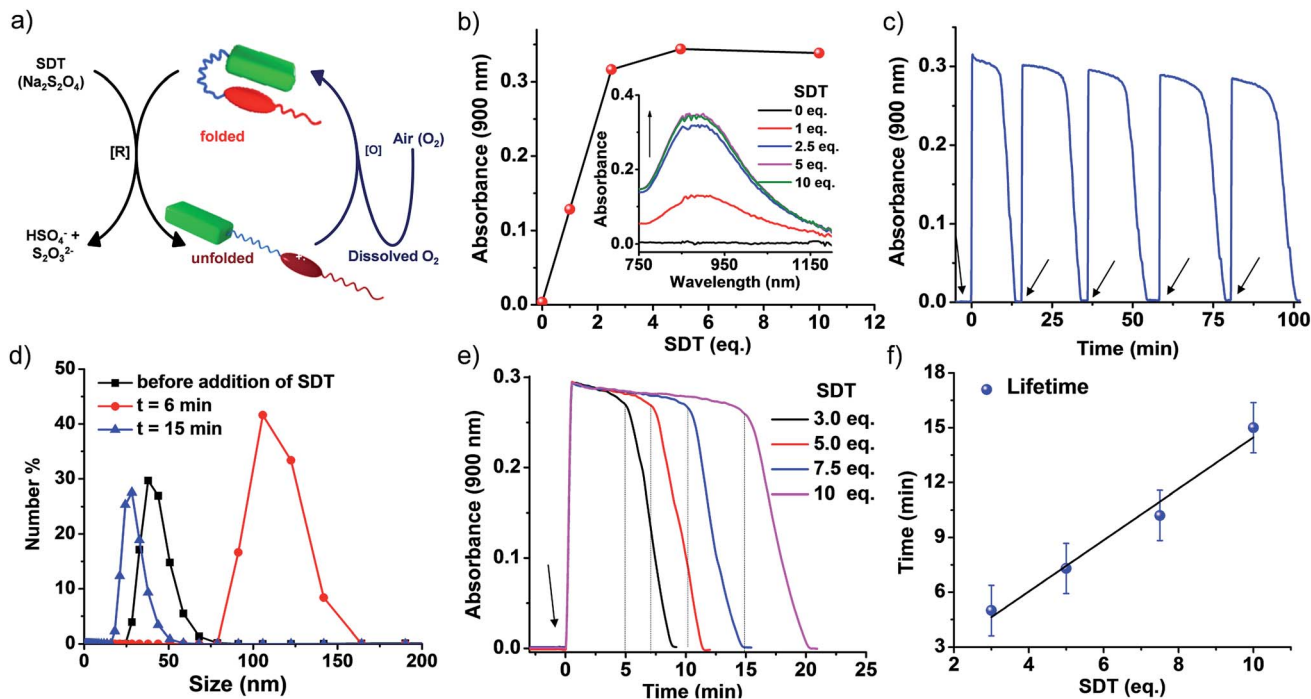 a)
SDT
(Na₂S₂O₄)
folded
[R]
[O]
Air (O₂)
HSO₄⁻ +
S₂O₃²⁻
unfolded
Dissolved O₂
b)
Absorbance (900 nm)
0.3
0.2
0.1
0.0
0 2 4 6 8 10 12
SDT (eq.)
Absorbance
0.4
0.2
0.0
750 950 1150
Wavelength (nm)
SDT
0 eq.
1 eq.
2.5 eq.
5 eq.
10 eq.
c)
Absorbance (900 nm)
0.3
0.2
0.1
0.0
0 25 50 75 100
Time (min)
d)
Number %
50
40
30
20
10
0
before addition of SDT
t = 6 min
t = 15 min
0 50 100 150 200
Size (nm)
e)
Absorbance (900 nm)
0.3
0.2
0.1
0.0
SDT
3.0 eq.
5.0 eq.
7.5 eq.
10 eq.
0 5 10 15 20 25
Time (min)
f)
Time (min)
18
15
12
9
6
3
Lifetime
2 4 6 8 10
SDT (eq.)